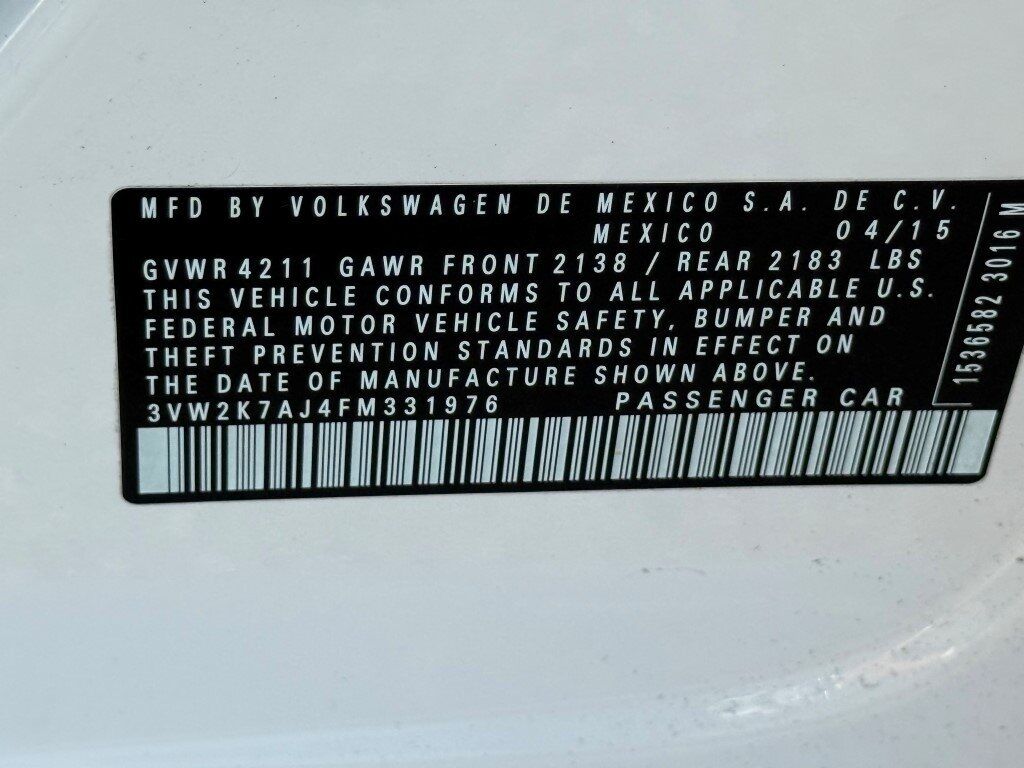 MFD BY VOLKSWAGEN DE MEXICO S.A. DE C.V.
MEXICO 04/15
GVWR 4211 GAWR FRONT 2138 / REAR 2183 LBS
THIS VEHICLE CONFORMS TO ALL APPLICABLE U.S.
FEDERAL MOTOR VEHICLE SAFETY, BUMPER AND
THEFT PREVENTION STANDARDS IN EFFECT ON
THE DATE OF MANUFACTURE SHOWN ABOVE.
3VW2K7AJ4FM331976 PASSENGER CAR
1536582 3016 M